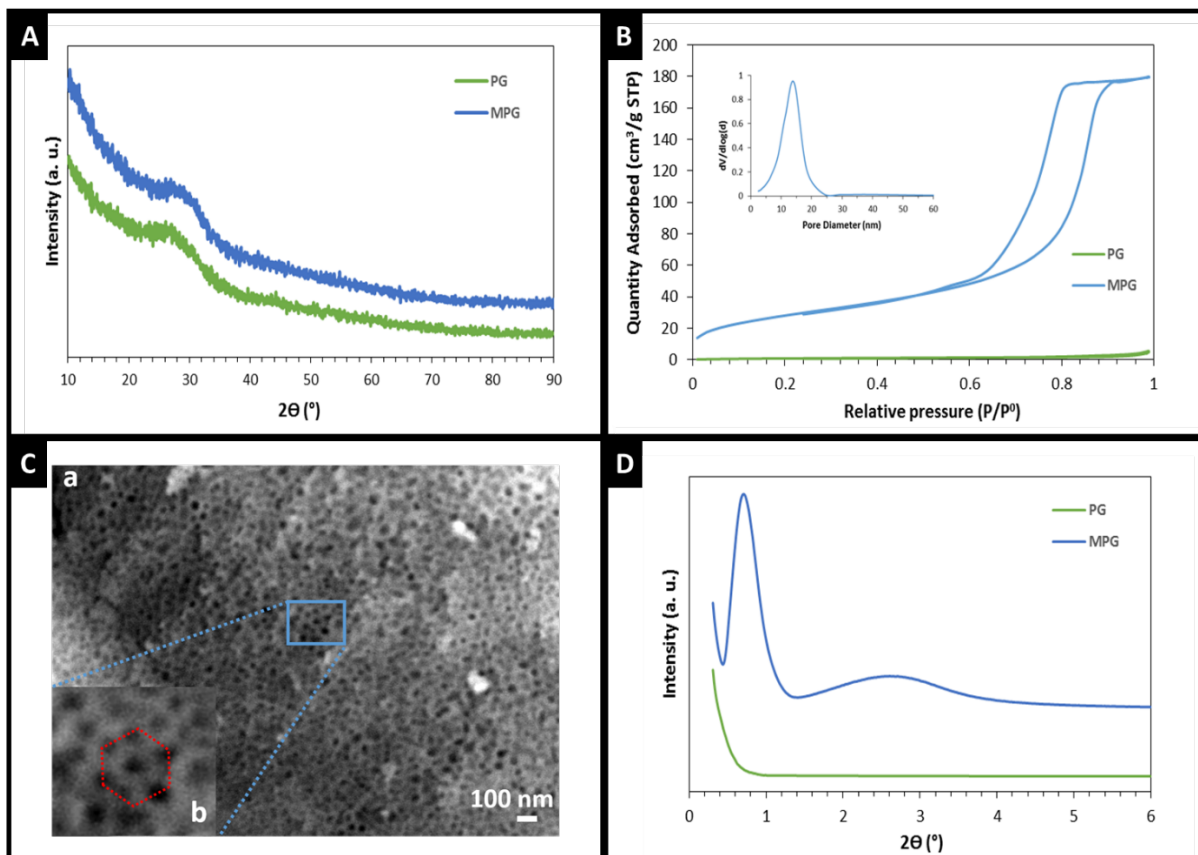 A
PG
MPG
Intensity (a. u.)
10 20 30 40 50 60 70 80 90
2Θ (°)
B
200
180
160
140
120
100
80
60
40
20
0
Quantity Adsorbed (cm³/g STP)
1
0.8
0.6
0.4
0.2
0
dV/dlog(d)
0 10 20 30 40 50 60
Pore Diameter (nm)
PG
MPG
0 0.2 0.4 0.6 0.8 1
Relative pressure (P/P⁰)
C
a
b
100 nm
D
PG
MPG
Intensity (a. u.)
0 1 2 3 4 5 6
2Θ (°)